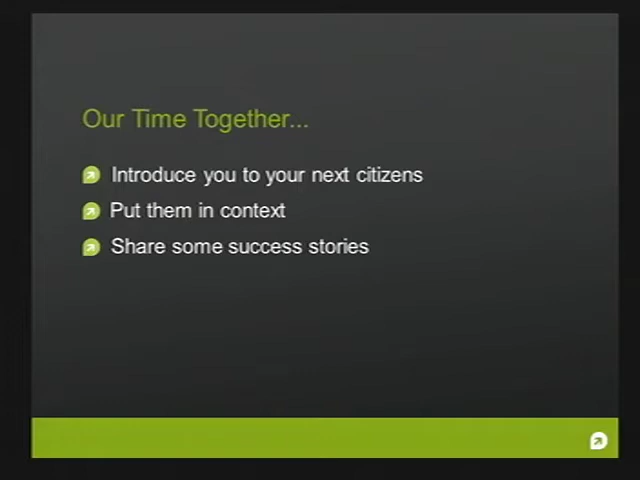 Our Time Together...
Introduce you to your next citizens
Put them in context
Share some success stories